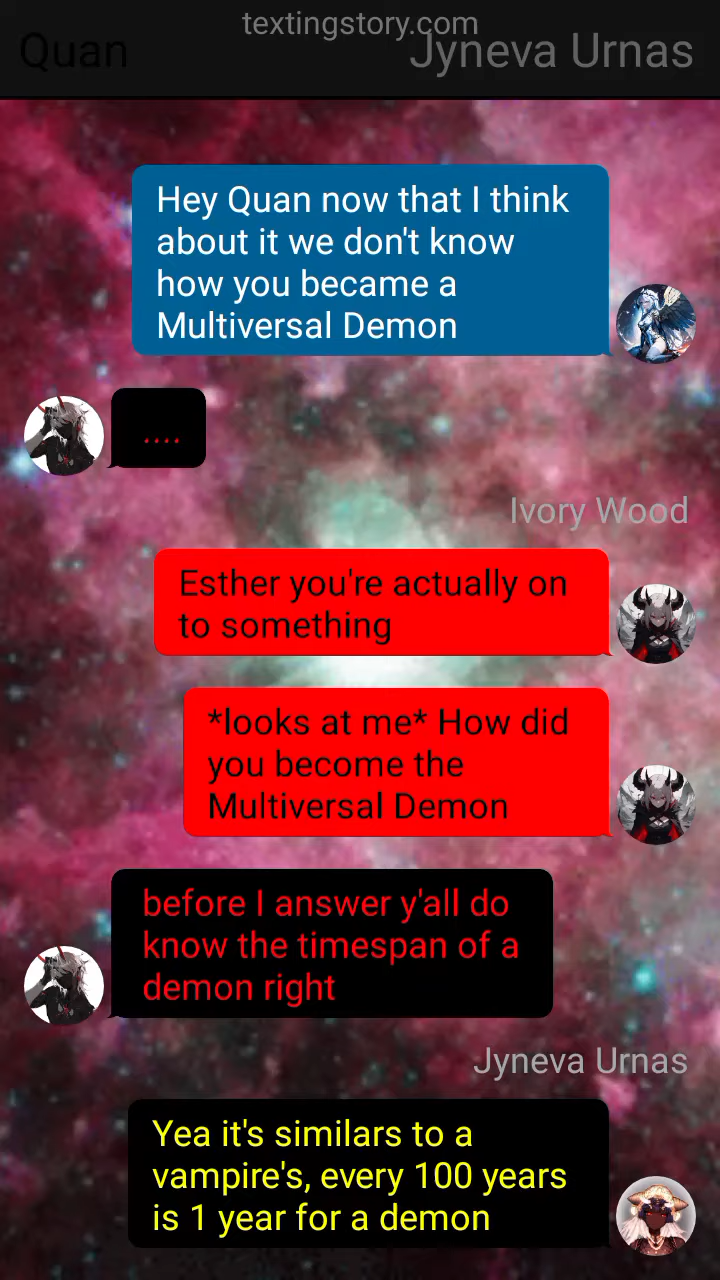 textingstory.com
Quan
Jyneva Urnas
Hey Quan now that I think
about it we don't know
how you became a
Multiversal Demon
....
Ivory Wood
Esther you're actually on
to something
*looks at me* How did
you become the
Multiversal Demon
before I answer y'all do
know the timespan of a
demon right
Jyneva Urnas
Yea it's similars to a
vampire's, every 100 years
is 1 year for a demon